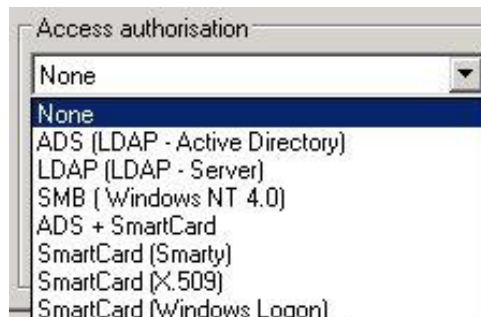 Access authorisation
None
None
ADS (LDAP - Active Directory)
LDAP (LDAP - Server)
SMB ( Windows NT 4.0)
ADS + SmartCard
SmartCard (Smarty)
SmartCard (X.509)
SmartCard (Windows Logon)